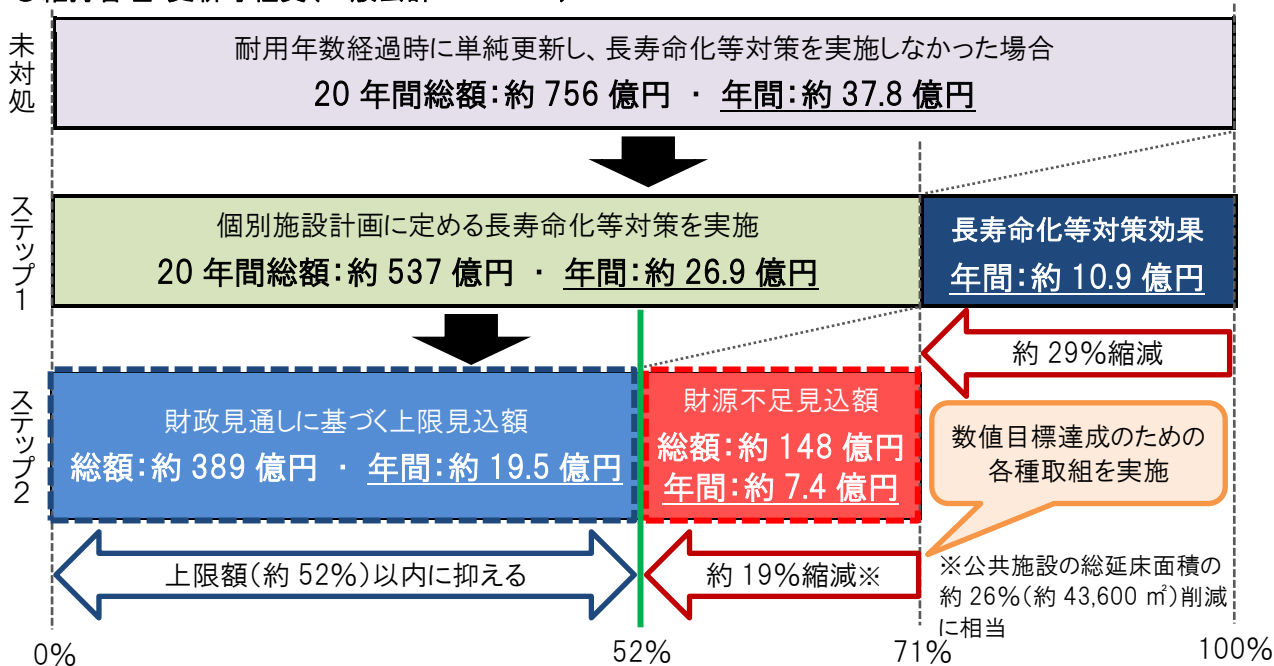 未対処
耐用年数経過時に単純更新し、長寿命化等対策を実施しなかった場合
20 年間総額：約 756 億円 ・ 年間：約 37.8 億円
ステップ1
個別施設計画に定める長寿命化等対策を実施
20 年間総額：約 537 億円 ・ 年間：約 26.9 億円
長寿命化等対策効果
年間：約 10.9 億円
約 29%縮減
ステップ2
財政見通しに基づく上限見込額
総額：約 389 億円 ・ 年間：約 19.5 億円
財源不足見込額
総額：約 148 億円
年間：約 7.4 億円
数値目標達成のための
各種取組を実施
上限額（約 52%）以内に抑える
約 19%縮減※
※公共施設の総延床面積の
約 26%（約 43,600 ㎡）削減
に相当
0%
52%
71%
100%